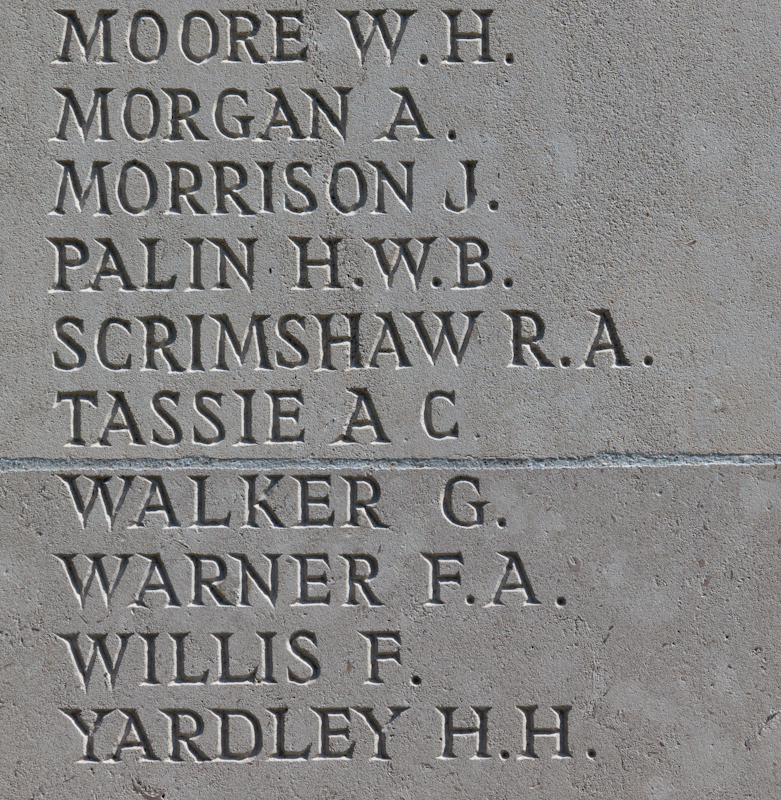 MOORE W.H.
MORGAN A.
MORRISON J.
PALIN H.W.B.
SCRIMSHAW R.A.
TASSIE A C.
WALKER G.
WARNER F.A.
WILLIS F.
YARDLEY H.H.